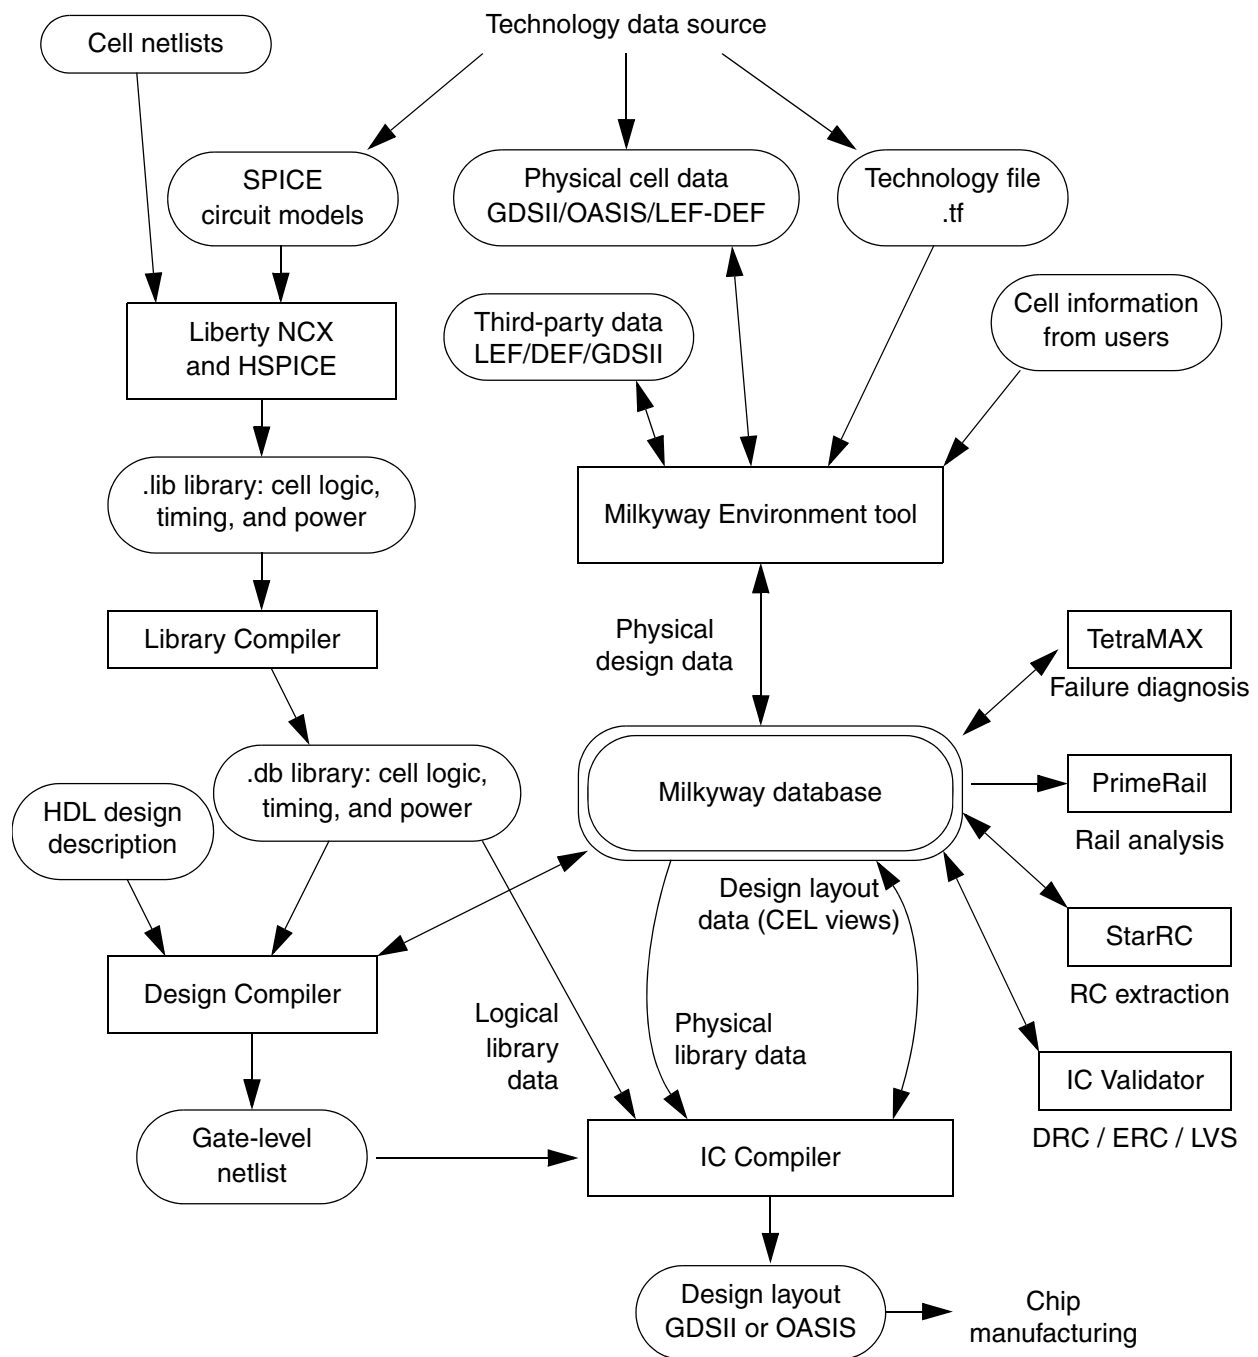 Cell netlists
Technology data source
SPICE
circuit models
Physical cell data
GDSII/OASIS/LEF-DEF
Technology file
.tf
Cell information
from users
Liberty NCX
and HSPICE
Third-party data
LEF/DEF/GDSII
.lib library: cell logic,
timing, and power
Milkyway Environment tool
Library Compiler
Physical
design data
TetraMAX
Failure diagnosis
.db library: cell logic,
timing, and power
HDL design
description
Milkyway database
PrimeRail
Rail analysis
Design layout
data (CEL views)
StarRC
RC extraction
Design Compiler
Logical
library
data
Physical
library data
IC Validator
DRC / ERC / LVS
Gate-level
netlist
IC Compiler
Design layout
GDSII or OASIS
Chip
manufacturing